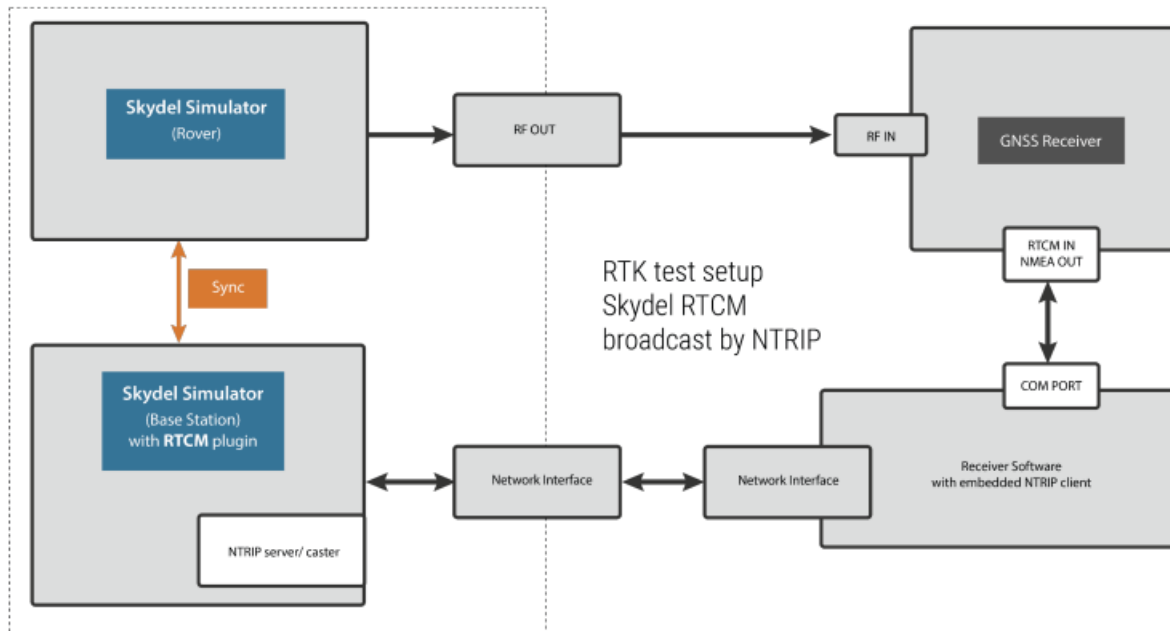 Skydel Simulator
(Rover)
RF OUT
RF IN
GNSS Receiver
RTCM IN
NMEA OUT
Sync
RTK test setup
Skydel RTCM
broadcast by NTRIP
COM PORT
Skydel Simulator
(Base Station)
with RTCM plugin
Network Interface
Network Interface
Receiver Software
with embedded NTRIP client
NTRIP server/ caster